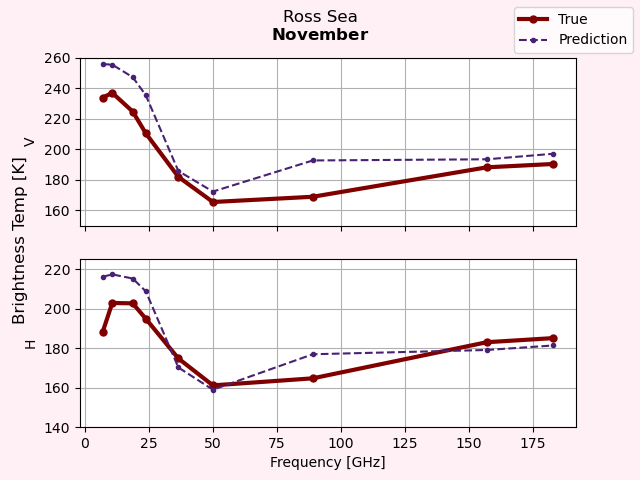 Ross Sea
November
True
Prediction
260
240
220
200
180
160
V
Brightness Temp [K]
220
200
180
160
140
H
0 25 50 75 100 125 150 175
Frequency [GHz]